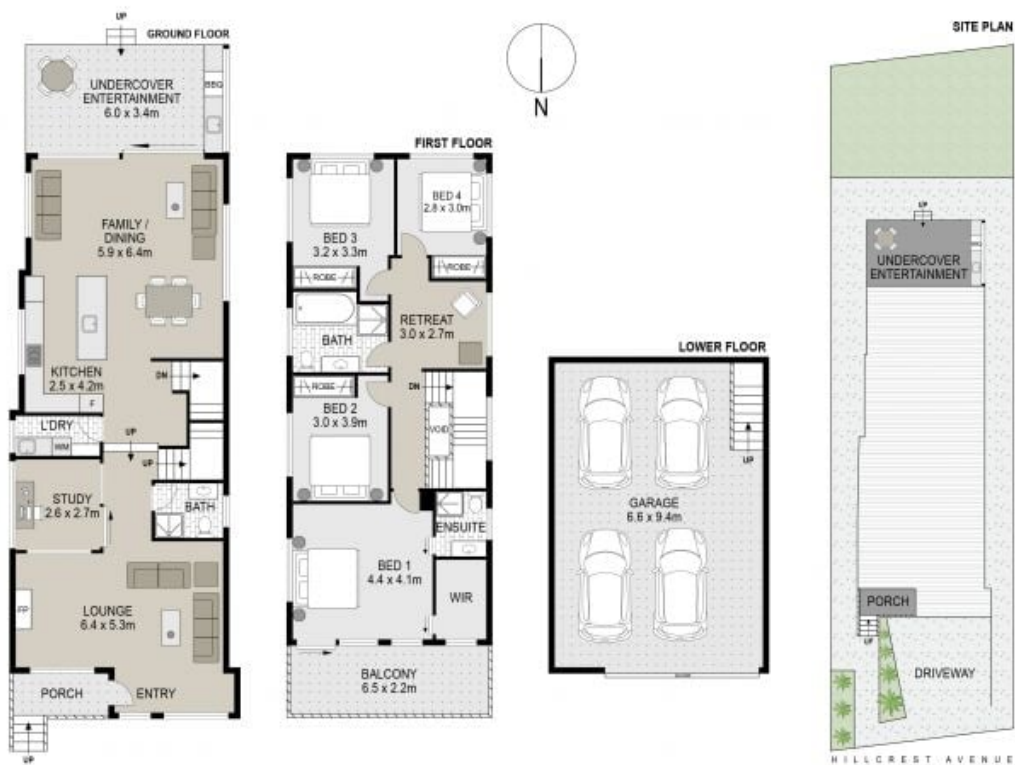 UP
GROUND FLOOR
BBQ
UNDERCOVER
ENTERTAINMENT
6.0 x 3.4m
FAMILY /
DINING
5.9 x 6.4m
KITCHEN
2.5 x 4.2m
DN
F
L'DRY
WM
UP
UP
STUDY
2.6 x 2.7m
BATH
FP
LOUNGE
6.4 x 5.3m
PORCH
ENTRY
UP
N
FIRST FLOOR
BED 4
2.8 x 3.0m
BED 3
3.2 x 3.3m
ROBE
ROBE
RETREAT
3.0 x 2.7m
BATH
ROBE
DN
BED 2
3.0 x 3.9m
VOID
ENSUITE
BED 1
4.4 x 4.1m
WIR
BALCONY
6.5 x 2.2m
LOWER FLOOR
UP
GARAGE
6.6 x 9.4m
SITE PLAN
UP
UNDERCOVER
ENTERTAINMENT
PORCH
UP
DRIVEWAY
HILLCREST AVENUE